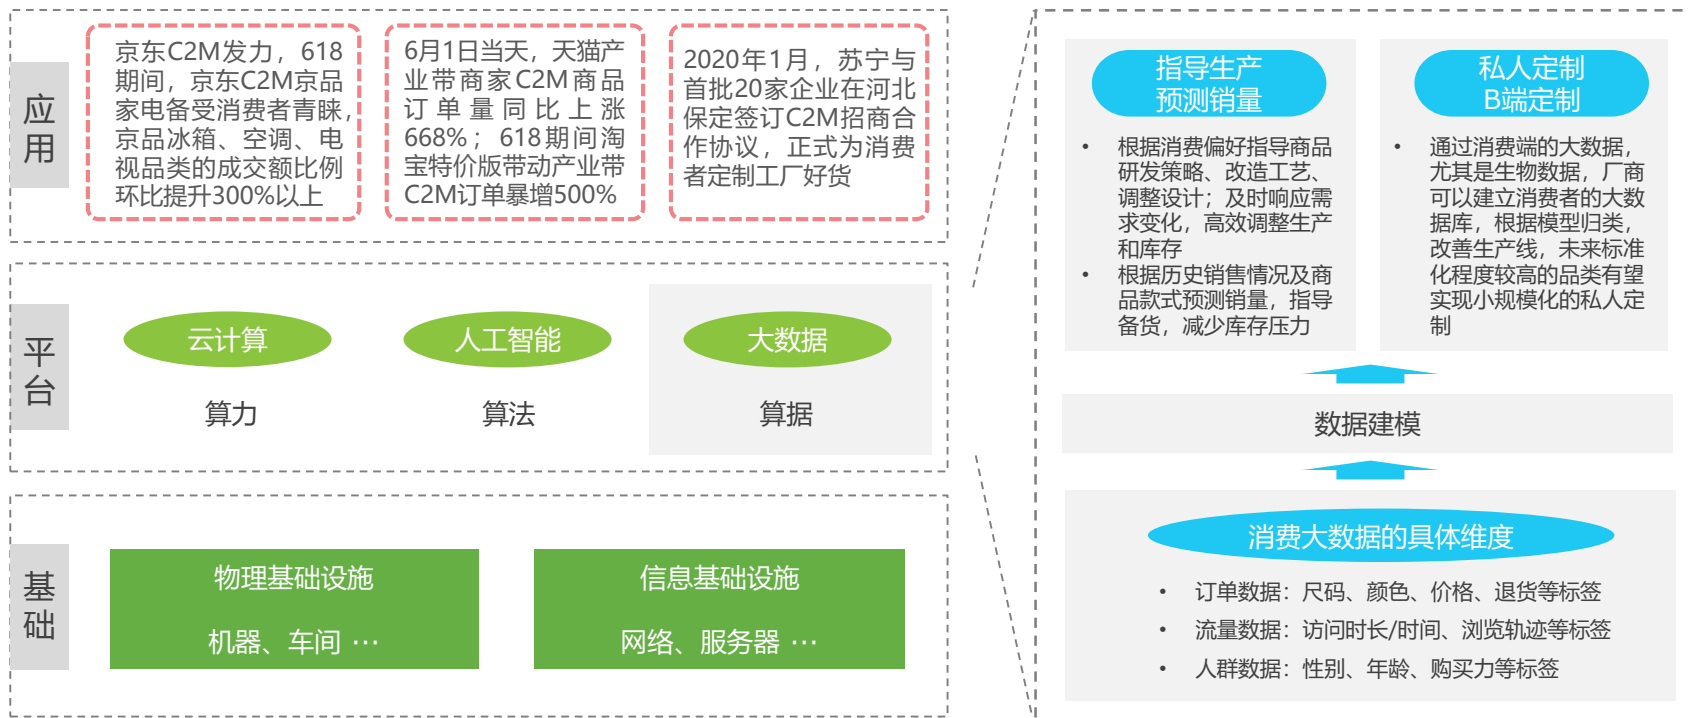 应用
京东C2M发力，618
期间，京东C2M京品
家电备受消费者青睐，
京品冰箱、空调、电
视品类的成交额比例
环比提升300%以上
6月1日当天，天猫产
业带商家C2M商品
订单量同比上涨
668%；618期间淘
宝特价版带动产业带
C2M订单暴增500%
2020年1月，苏宁与
首批20家企业在河北
保定签订C2M招商合
作协议，正式为消费
者定制工厂好货
平台
云计算
算力
人工智能
算法
大数据
算据
基础
物理基础设施
机器、车间 …
信息基础设施
网络、服务器 …
指导生产
预测销量
• 根据消费偏好指导商品
研发策略、改造工艺、
调整设计；及时响应需
求变化，高效调整生产
和库存
• 根据历史销售情况及商
品款式预测销量，指导
备货，减少库存压力
私人定制
B端定制
• 通过消费端的大数据，
尤其是生物数据，厂商
可以建立消费者的大数
据库，根据模型归类，
改善生产线，未来标准
化程度较高的品类有望
实现小规模化的私人定
制
数据建模
消费大数据的具体维度
• 订单数据：尺码、颜色、价格、退货等标签
• 流量数据：访问时长/时间、浏览轨迹等标签
• 人群数据：性别、年龄、购买力等标签